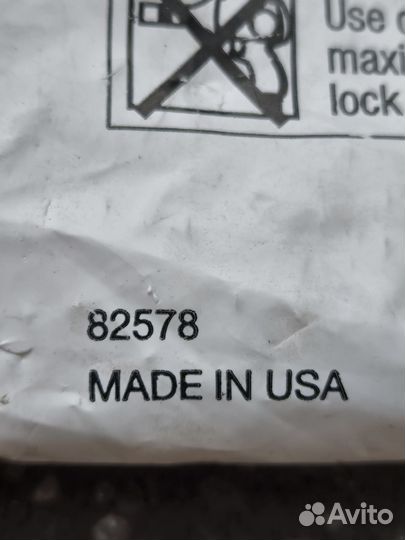 Use
maxi
lock
82578
MADE IN USA
Avito